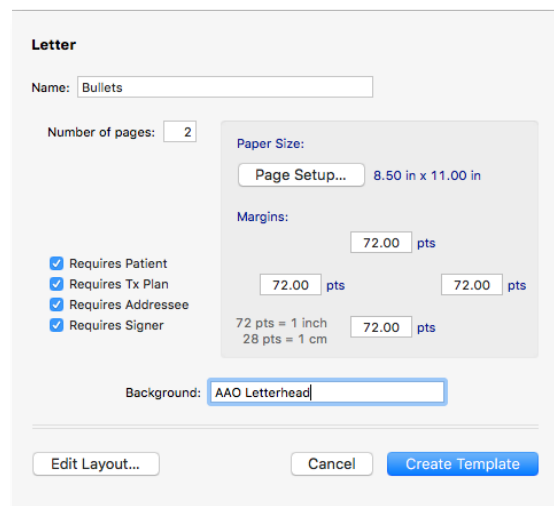 Letter
Name: Bullets
Number of pages: 2
Paper Size:
Page Setup... 8.50 in x 11.00 in
Margins:
72.00 pts
Requires Patient
Requires Tx Plan
Requires Addressee
Requires Signer
72.00 pts 72.00 pts
72 pts = 1 inch
28 pts = 1 cm
72.00 pts
Background: AAO Letterhead
Edit Layout... Cancel Create Template